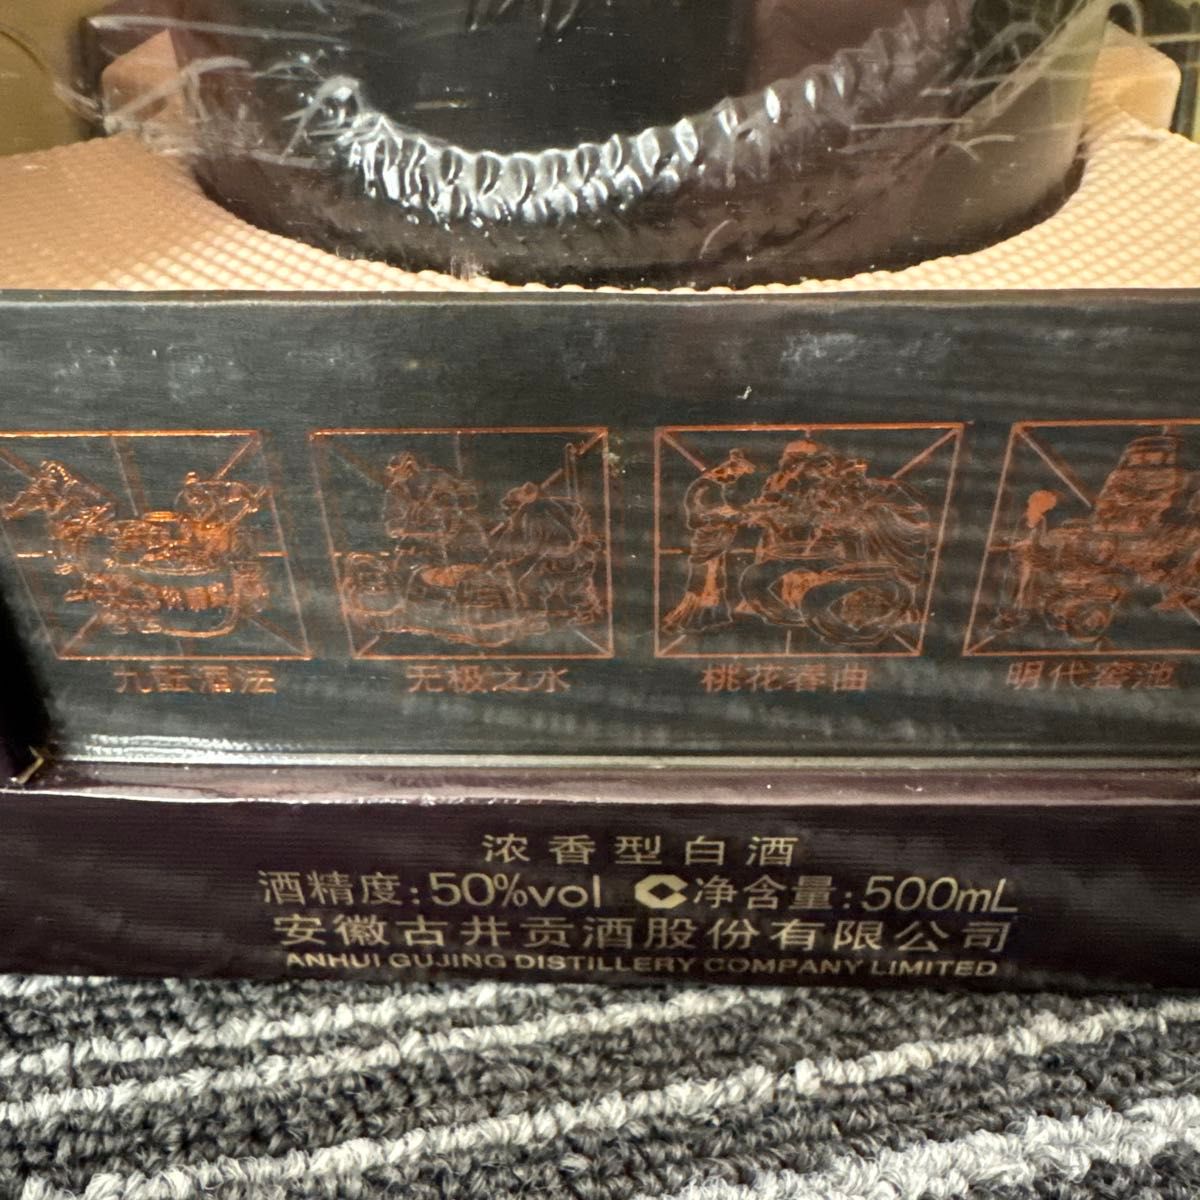 九酝酒法 无极之水 桃花春曲 明代窖池
浓香型白酒
酒精度:50%vol 净含量:500mL
安徽古井贡酒股份有限公司
ANHUI GUJING DISTILLERY COMPANY LIMITED